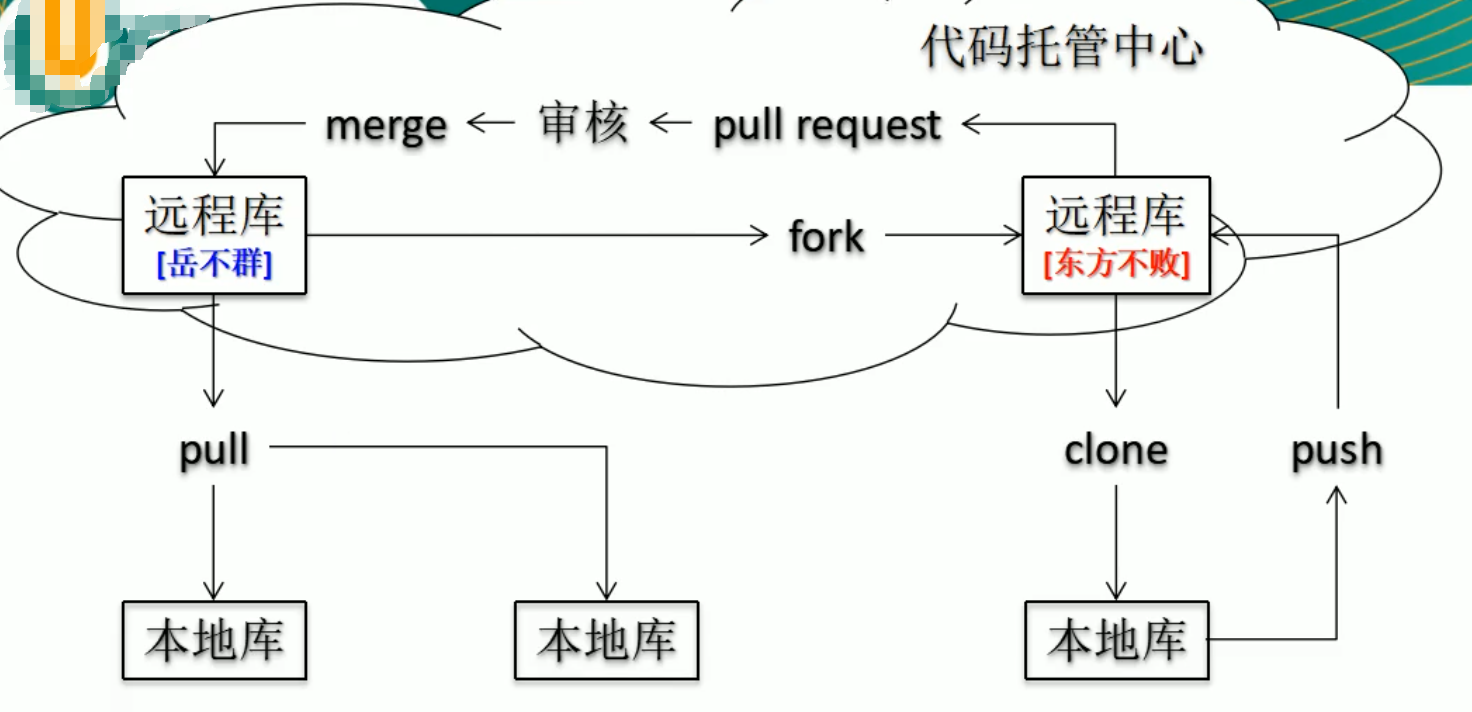 代码托管中心
merge
审核
pull request
远程库
[岳不群]
fork
远程库
[东方不败]
pull
clone
push
本地库
本地库
本地库